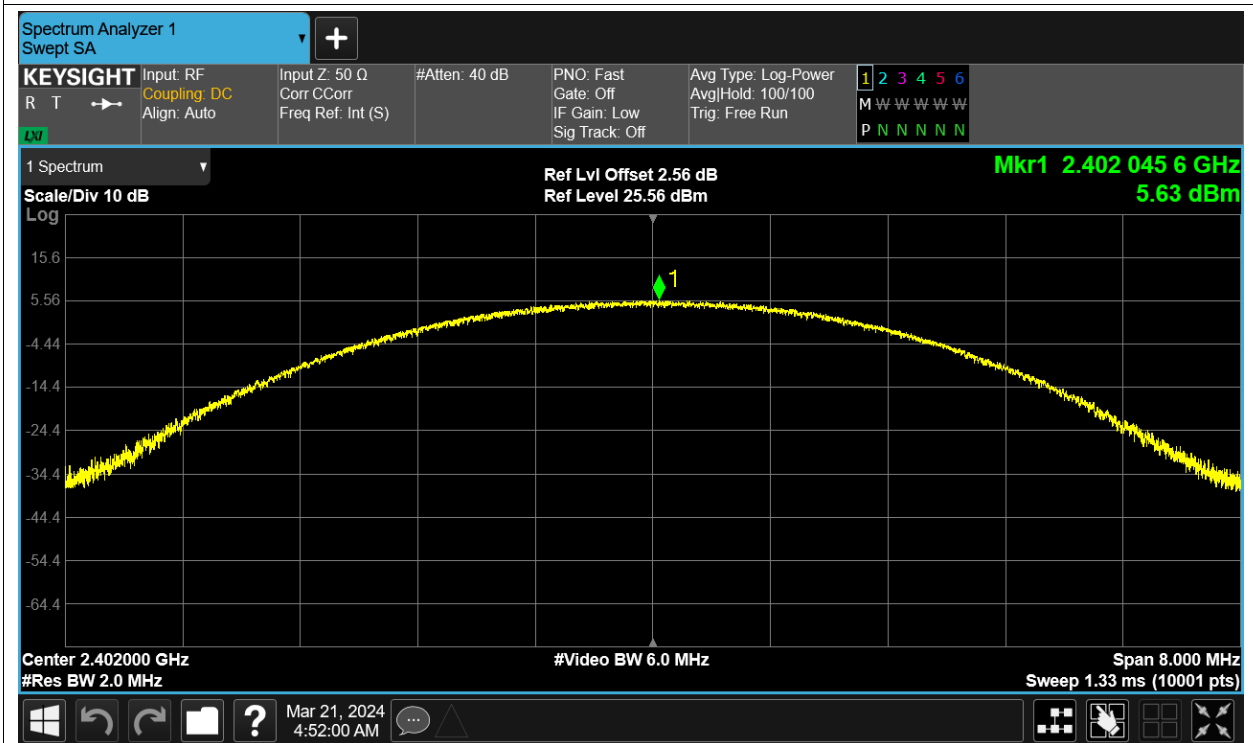 Spectrum Analyzer 1
Swept SA
KEYSIGHT
R T
LXI
Input: RF
Coupling: DC
Align: Auto
Input Z: 50 Ω
Corr CCorr
Freq Ref: Int (S)
#Atten: 40 dB
PNO: Fast
Gate: Off
IF Gain: Low
Sig Track: Off
Avg Type: Log-Power
Avg|Hold: 100/100
Trig: Free Run
1 2 3 4 5 6
M W W W W W
P N N N N N
1 Spectrum
Scale/Div 10 dB
Ref Lvl Offset 2.56 dB
Ref Level 25.56 dBm
Mkr1 2.402 045 6 GHz
5.63 dBm
Log
15.6
5.56
-4.44
-14.4
-24.4
-34.4
-44.4
-54.4
-64.4
1
Center 2.402000 GHz
#Res BW 2.0 MHz
#Video BW 6.0 MHz
Span 8.000 MHz
Sweep 1.33 ms (10001 pts)
?
Mar 21, 2024
4:52:00 AM